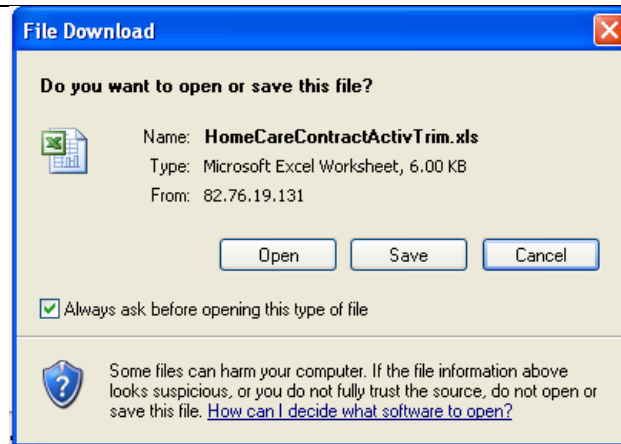 File Download
Do you want to open or save this file?
Name: HomeCareContractActivTrim.xls
Type: Microsoft Excel Worksheet, 6.00 KB
From: 82.76.19.131
Open Save Cancel
Always ask before opening this type of file
Some files can harm your computer. If the file information above
looks suspicious, or you do not fully trust the source, do not open or
save this file. How can I decide what software to open?